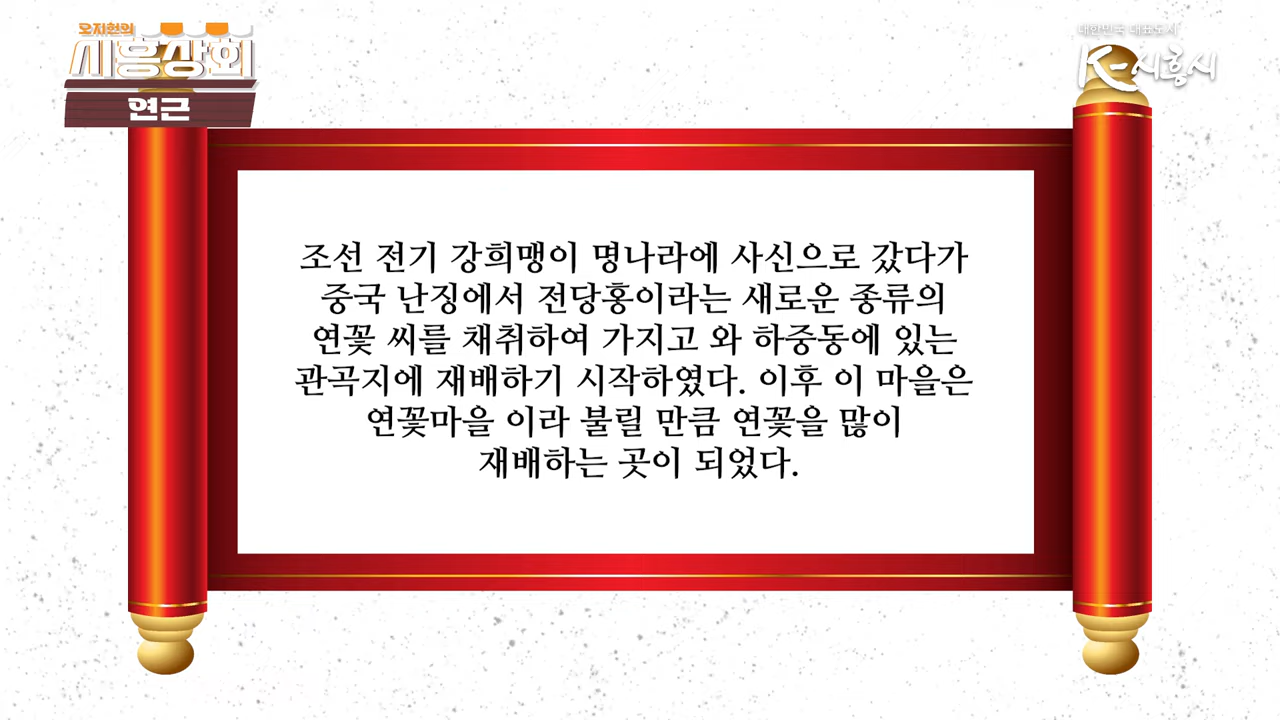 오지현의
시흥상회
연근
대한민국 대표도시
K-시흥시
조선 전기 강희맹이 명나라에 사신으로 갔다가
중국 난징에서 전당홍이라는 새로운 종류의
연꽃 씨를 채취하여 가지고 와 하중동에 있는
관곡지에 재배하기 시작하였다. 이후 이 마을은
연꽃마을 이라 불릴 만큼 연꽃을 많이
재배하는 곳이 되었다.